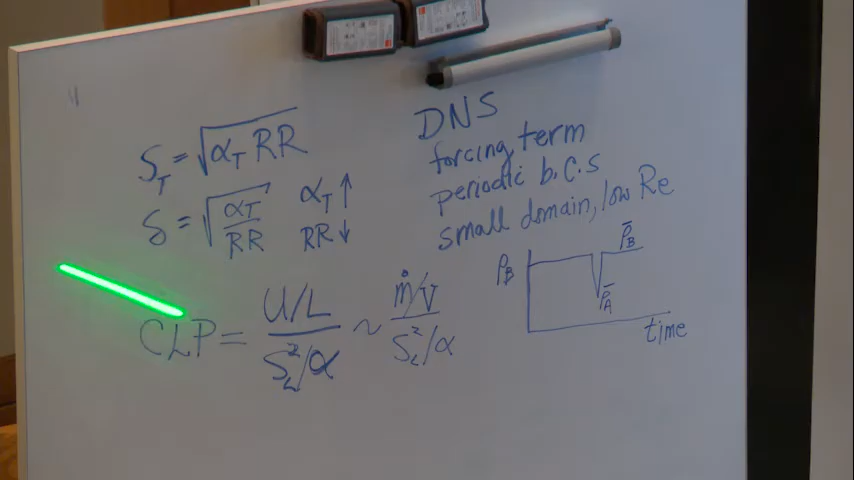 S_T = √(α_T RR)
δ = √(α_T / RR) α_T ↑
RR ↓
CLP = (U/L) / (S_L²/α) ~ (ṁ/V) / (S_L²/α)
DNS
forcing term
periodic b.c.s
small domain, low Re
ρ_B
ρ̄_B
ρ̄_A
time